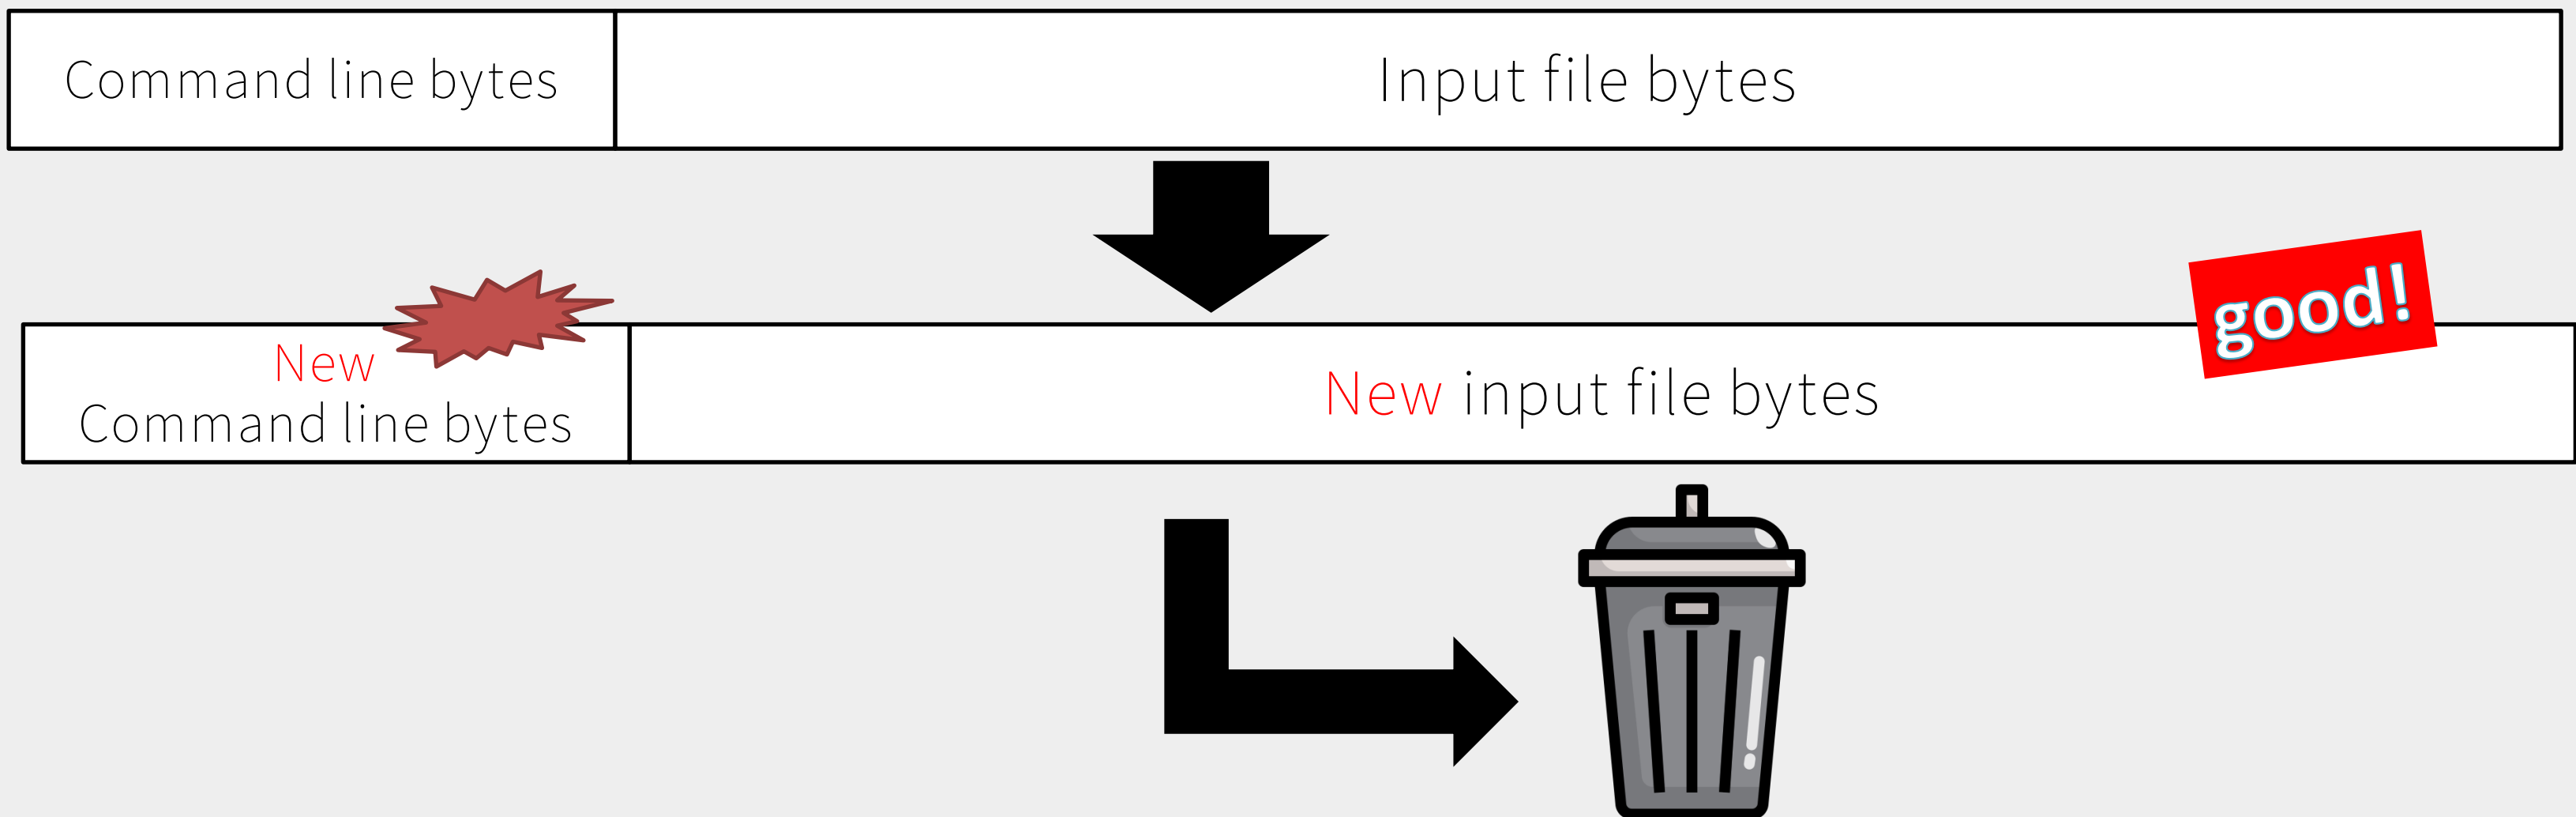 Command line bytes
Input file bytes
good!
New
Command line bytes
New input file bytes